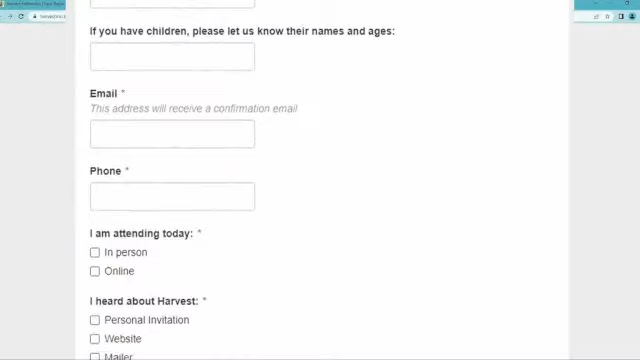 If you have children, please let us know their names and ages:
Email *
This address will receive a confirmation email
Phone *
I am attending today: *
In person
Online
I heard about Harvest: *
Personal Invitation
Website
Mailer